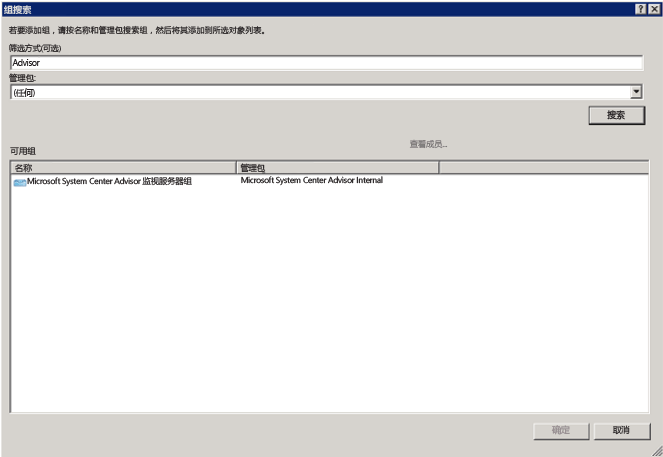 组搜索
若要添加组，请按名称和管理包搜索组，然后将其添加到所选对象列表。
筛选方式(可选)
Advisor
管理包:
(任何)
搜索
查看成员...
可用组
名称 管理包
Microsoft System Center Advisor 监视服务器组 Microsoft System Center Advisor Internal
确定 取消